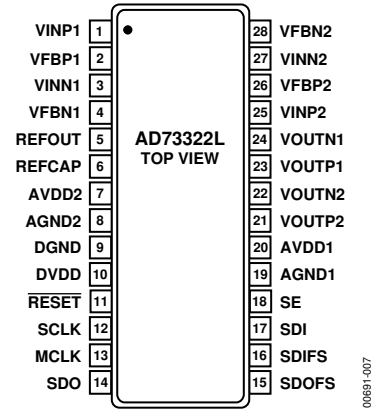 VINP1 1 28 VFBN2
VFBP1 2 27 VINN2
VINN1 3 26 VFBP2
VFBN1 4 25 VINP2
REFOUT 5 AD73322L 24 VOUTN1
REFCAP 6 TOP VIEW 23 VOUTP1
AVDD2 7 22 VOUTN2
AGND2 8 21 VOUTP2
DGND 9 20 AVDD1
DVDD 10 19 AGND1
RESET 11 18 SE
SCLK 12 17 SDI
MCLK 13 16 SDIFS
SDO 14 15 SDOFS
00691-007